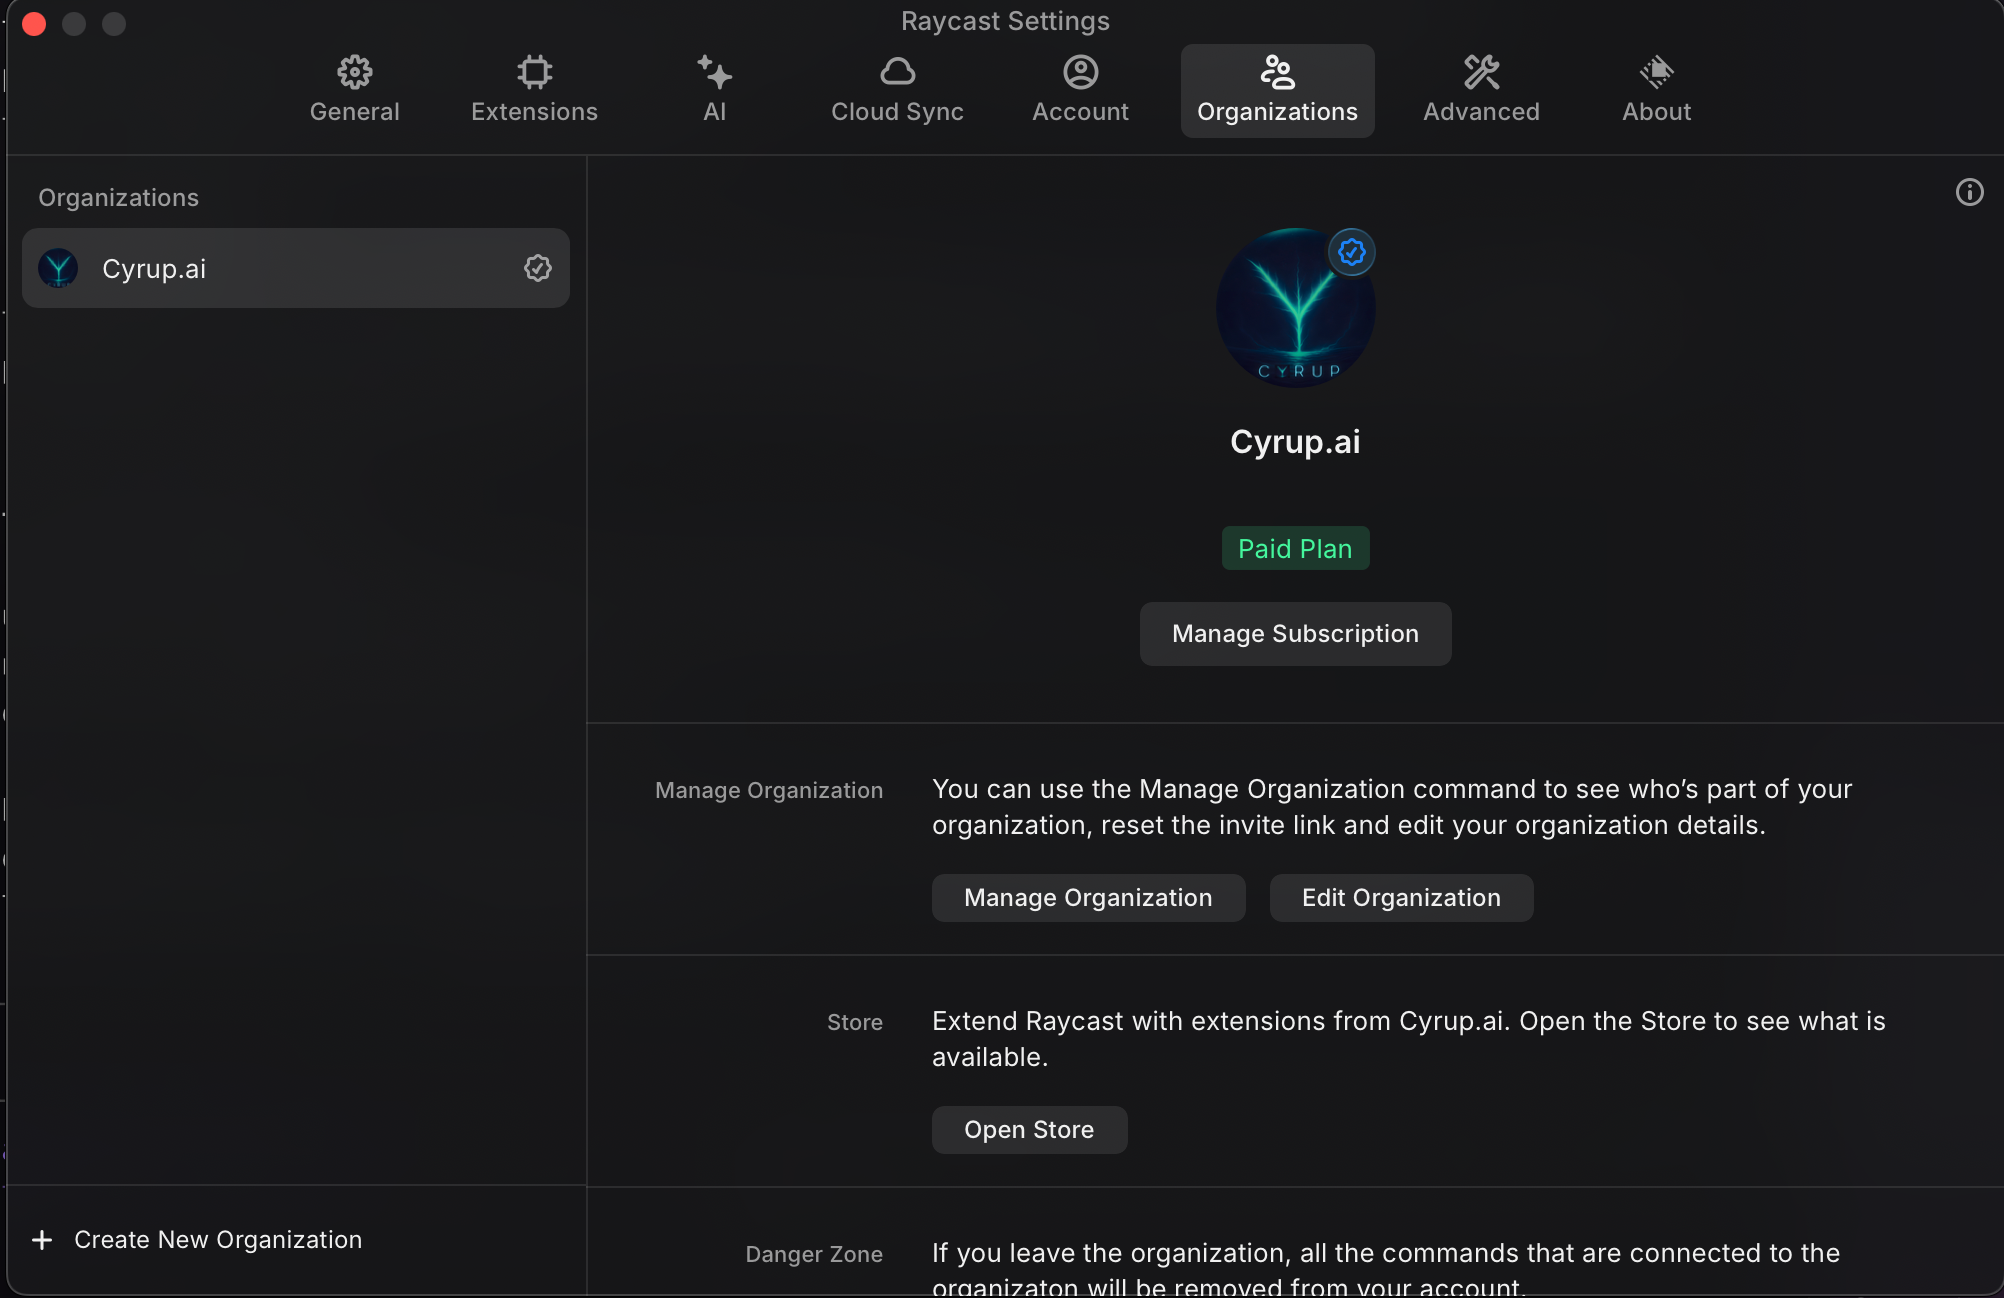 Raycast Settings
General
Extensions
AI
Cloud Sync
Account
Organizations
Advanced
About
Organizations
Cyrup.ai
Create New Organization
CYRUP
Cyrup.ai
Paid Plan
Manage Subscription
Manage Organization
You can use the Manage Organization command to see who’s part of your
organization, reset the invite link and edit your organization details.
Manage Organization
Edit Organization
Store
Extend Raycast with extensions from Cyrup.ai. Open the Store to see what is
available.
Open Store
Danger Zone
If you leave the organization, all the commands that are connected to the
organizaton will be removed from your account.